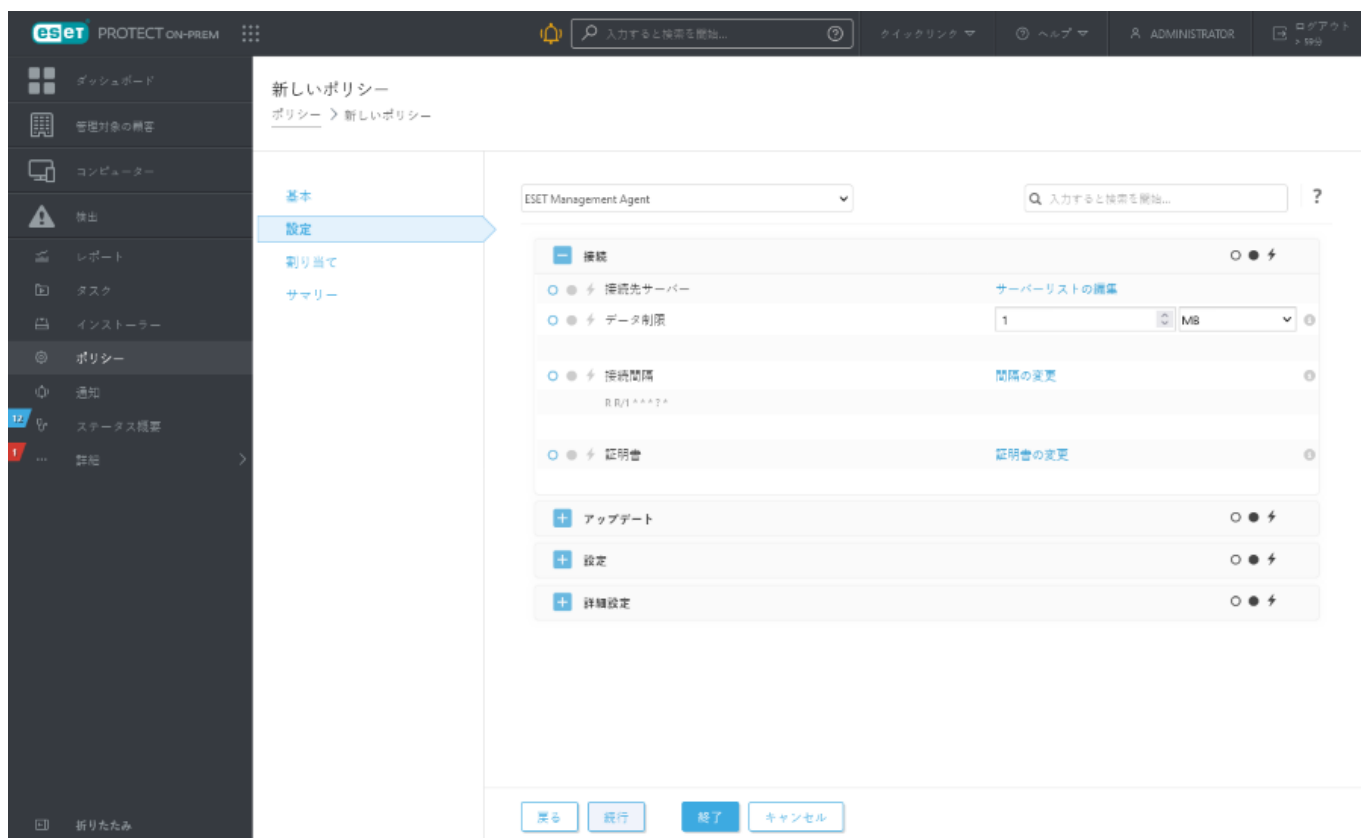 eseT PROTECT ON-PREM
入力すると検索を開始...
クイックリンク
ヘルプ
ADMINISTRATOR
ログアウト
> 59分
ダッシュボード
管理対象の顧客
コンピューター
検出
レポート
タスク
インストーラー
ポリシー
通知
12
ステータス概要
1
詳細
折りたたみ
新しいポリシー
ポリシー > 新しいポリシー
基本
設定
割り当て
サマリー
ESET Management Agent
入力すると検索を開始...
?
接続
接続先サーバー
サーバーリストの編集
データ制限
1
MB
接続間隔
間隔の変更
R R/1 * * * ? *
証明書
証明書の変更
アップデート
設定
詳細設定
戻る
続行
終了
キャンセル